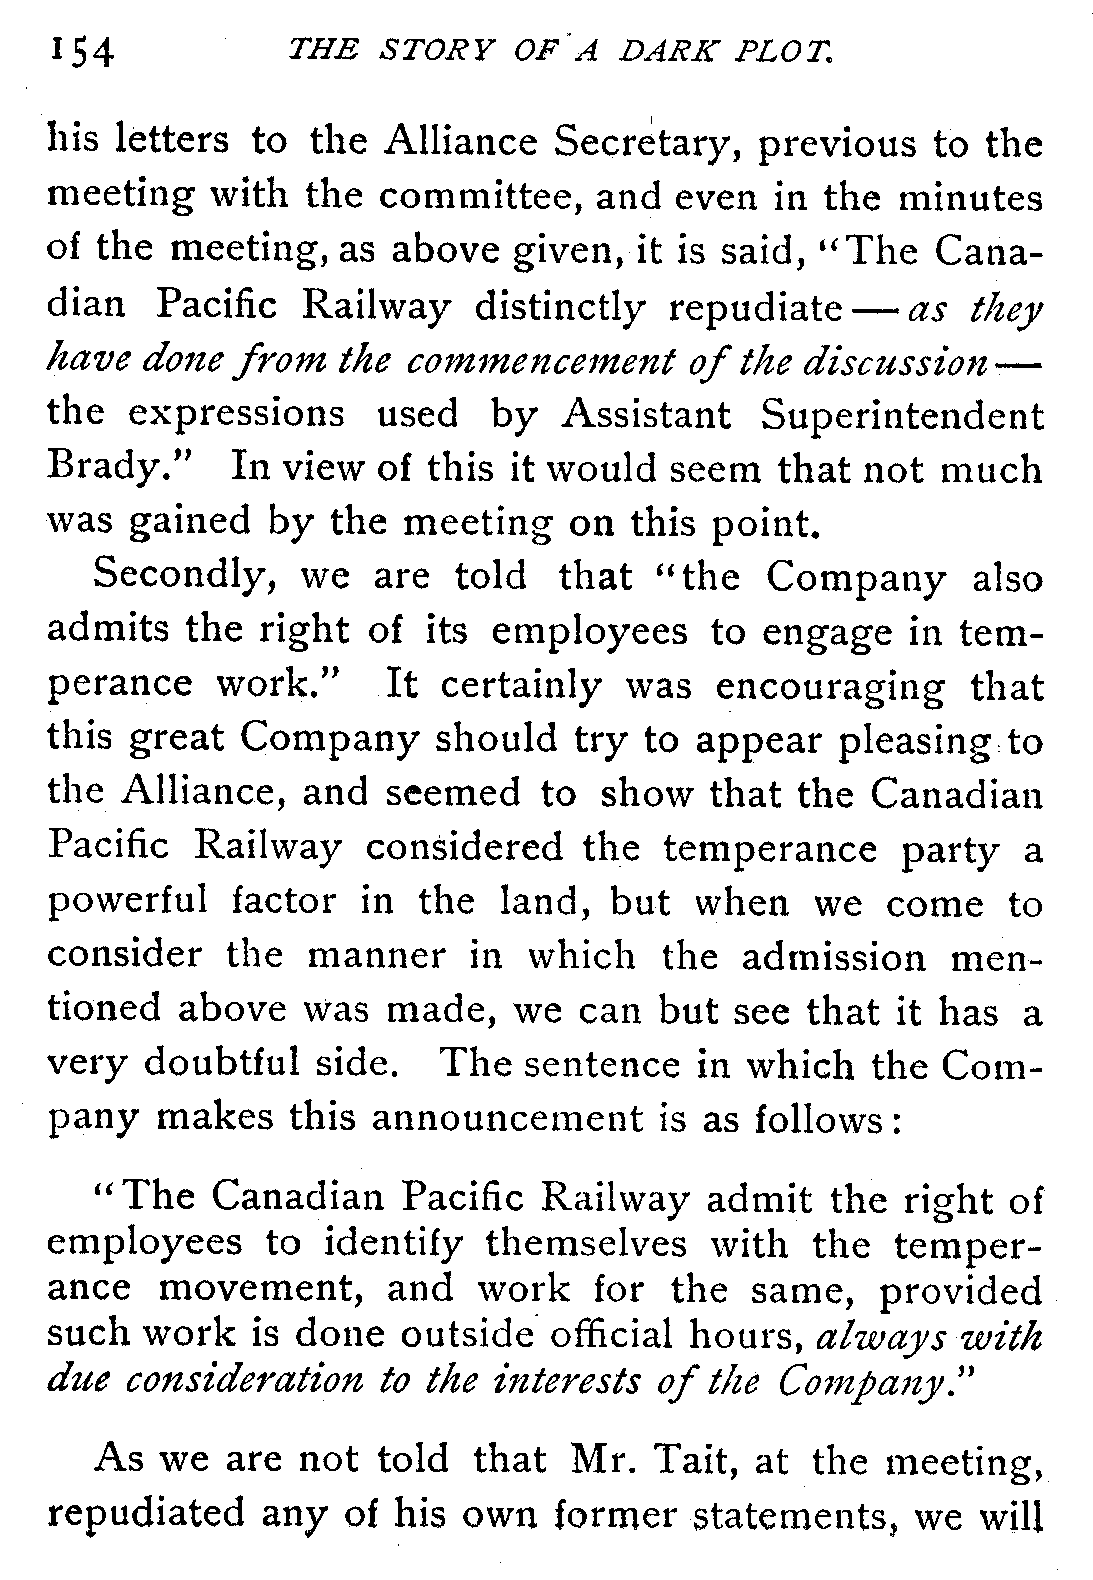 154 THE STORY OF A DARK PLOT.
his letters to the Alliance Secretary, previous to the
meeting with the committee, and even in the minutes
of the meeting, as above given, it is said, "The Cana-
dian Pacific Railway distinctly repudiate — as they
have done from the commencement of the discussion —
the expressions used by Assistant Superintendent
Brady." In view of this it would seem that not much
was gained by the meeting on this point.
Secondly, we are told that "the Company also
admits the right of its employees to engage in tem-
perance work." It certainly was encouraging that
this great Company should try to appear pleasing to
the Alliance, and seemed to show that the Canadian
Pacific Railway considered the temperance party a
powerful factor in the land, but when we come to
consider the manner in which the admission men-
tioned above was made, we can but see that it has a
very doubtful side. The sentence in which the Com-
pany makes this announcement is as follows:
"The Canadian Pacific Railway admit the right of
employees to identify themselves with the temper-
ance movement, and work for the same, provided
such work is done outside official hours, always with
due consideration to the interests of the Company."
As we are not told that Mr. Tait, at the meeting,
repudiated any of his own former statements, we will